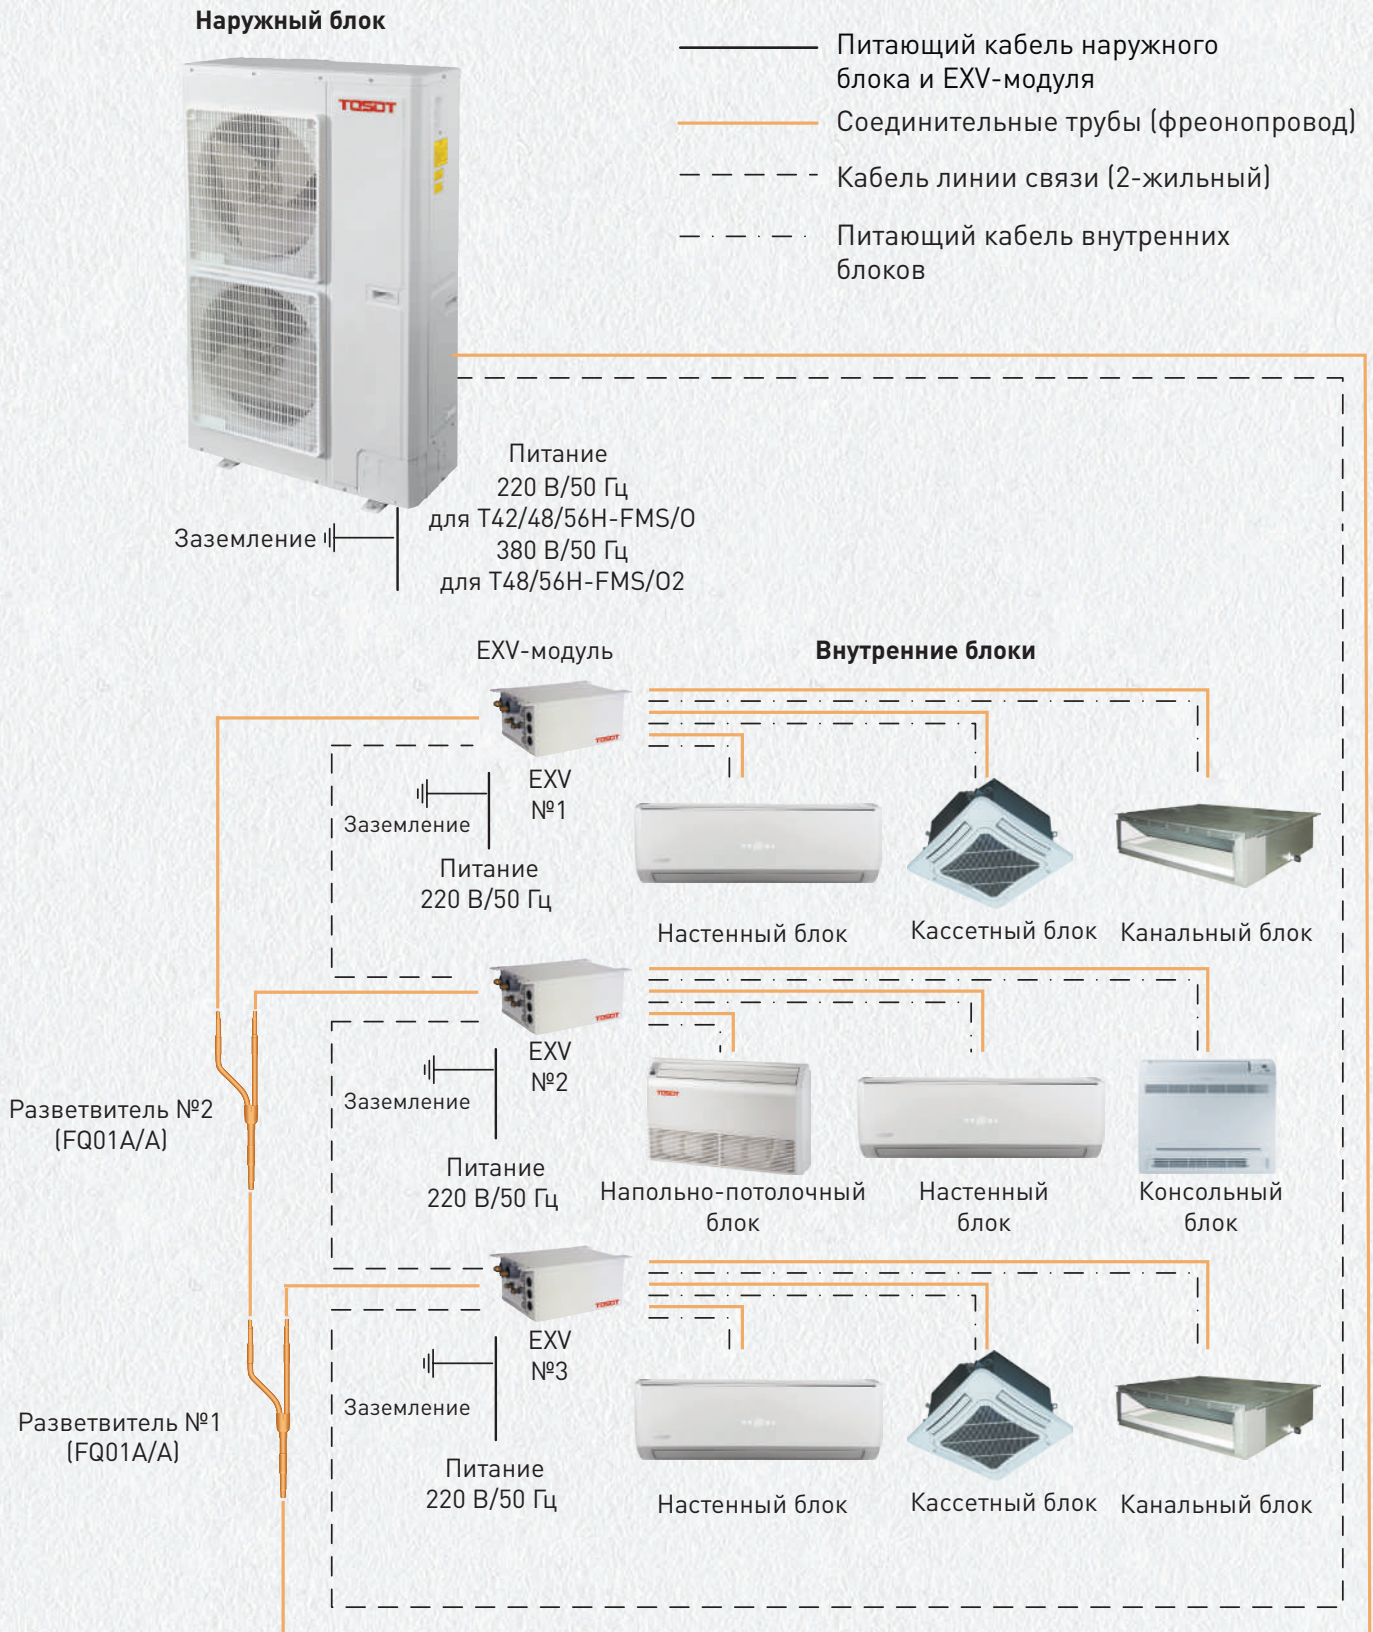 Наружный блок
TOSOT
Питающий кабель наружного
блока и EXV-модуля
Соединительные трубы (фреонопровод)
Кабель линии связи (2-жильный)
Питающий кабель внутренних
блоков
Питание
220 В/50 Гц
для T42/48/56H-FMS/O
380 В/50 Гц
для T48/56H-FMS/O2
Заземление
EXV-модуль
Внутренние блоки
TOSOT
EXV
№1
Заземление
Питание
220 В/50 Гц
Настенный блок
Кассетный блок
Канальный блок
TOSOT
EXV
№2
Заземление
TOSOT
Разветвитель №2
(FQ01A/A)
Питание
220 В/50 Гц
Напольно-потолочный
блок
Настенный
блок
Консольный
блок
TOSOT
EXV
№3
Заземление
Разветвитель №1
(FQ01A/A)
Питание
220 В/50 Гц
Настенный блок
Кассетный блок
Канальный блок